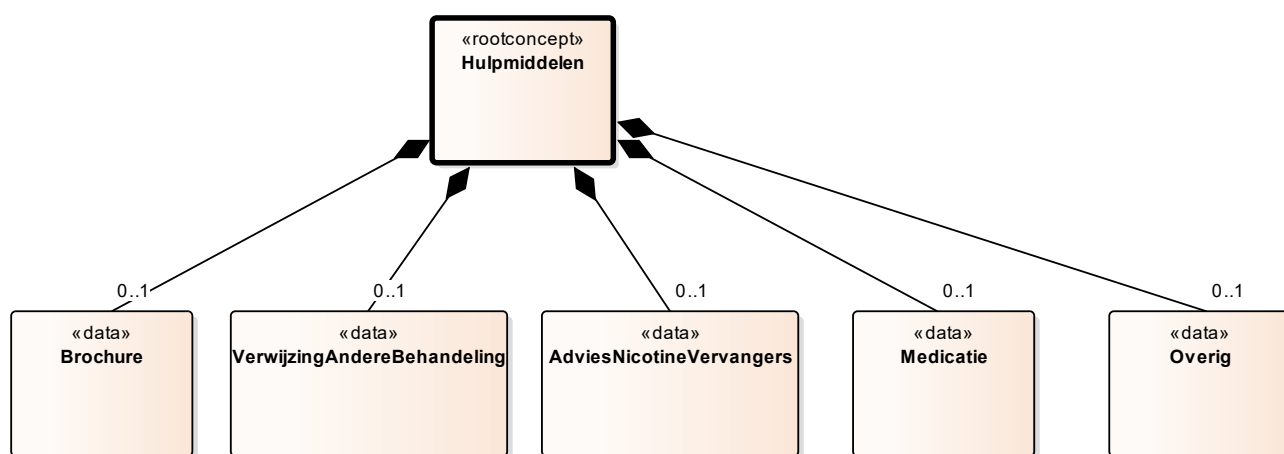 «rootconcept»
Hulpmiddelen
0..1
0..1
0..1
0..1
0..1
«data»
Brochure
«data»
VerwijzingAndereBehandeling
«data»
AdviesNicotineVervangers
«data»
Medicatie
«data»
Overig